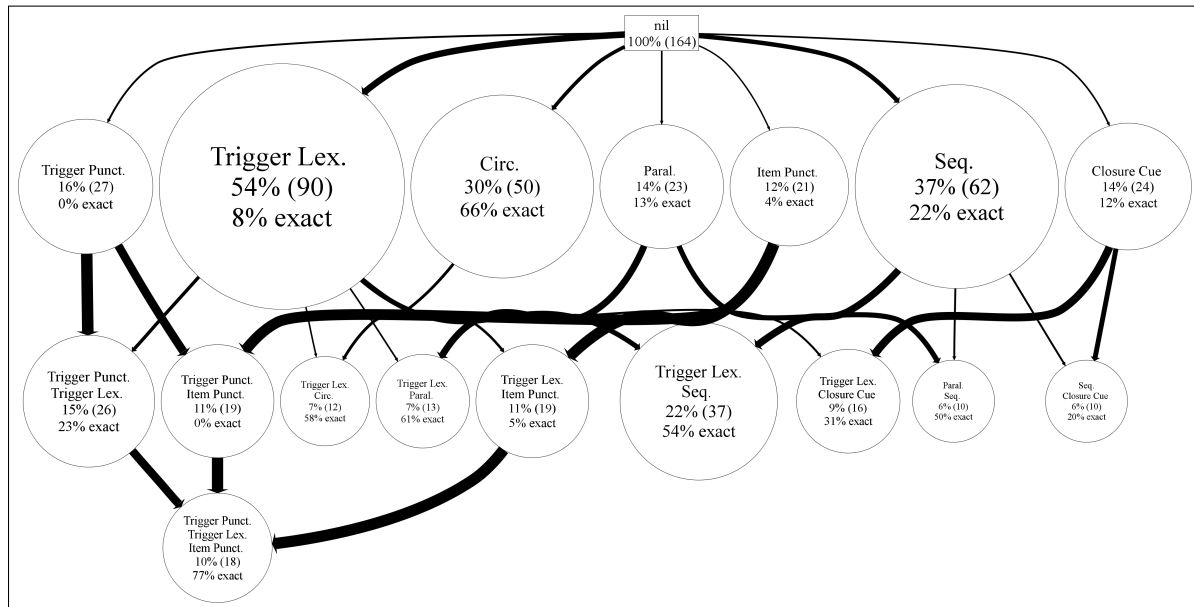 nil
100% (164)
Trigger Punct.
16% (27)
0% exact
Trigger Lex.
54% (90)
8% exact
Circ.
30% (50)
66% exact
Paral.
14% (23)
13% exact
Item Punct.
12% (21)
4% exact
Seq.
37% (62)
22% exact
Closure Cue
14% (24)
12% exact
Trigger Punct.
Trigger Lex.
15% (26)
23% exact
Trigger Punct.
Item Punct.
11% (19)
0% exact
Trigger Lex.
Circ.
7% (12)
58% exact
Trigger Lex.
Paral.
7% (13)
61% exact
Trigger Lex.
Item Punct.
11% (19)
5% exact
Trigger Lex.
Seq.
22% (37)
54% exact
Trigger Lex.
Closure Cue
9% (16)
31% exact
Paral.
Seq.
6% (10)
50% exact
Seq.
Closure Cue
6% (10)
20% exact
Trigger Punct.
Trigger Lex.
Item Punct.
10% (18)
77% exact